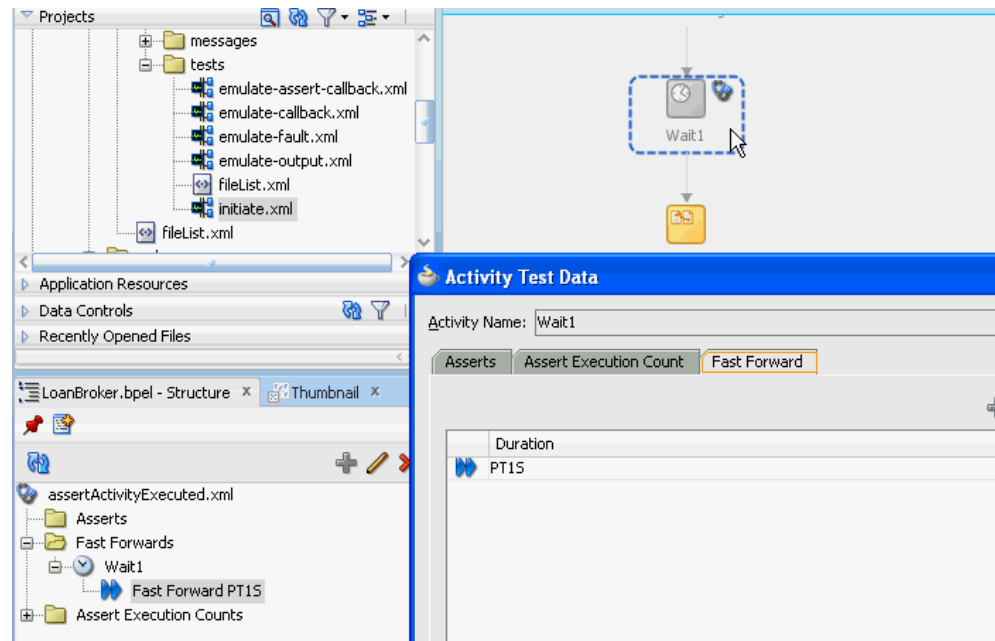 Projects
messages
tests
emulate-assert-callback.xml
emulate-callback.xml
emulate-fault.xml
emulate-output.xml
fileList.xml
initiate.xml
fileList.xml
Application Resources
Data Controls
Recently Opened Files
LoanBroker.bpel - Structure
Thumbnail
assertActivityExecuted.xml
Asserts
Fast Forwards
Wait1
Fast Forward PT1S
Assert Execution Counts
Wait1
Activity Test Data
Activity Name: Wait1
Asserts Assert Execution Count Fast Forward
Duration
PT1S